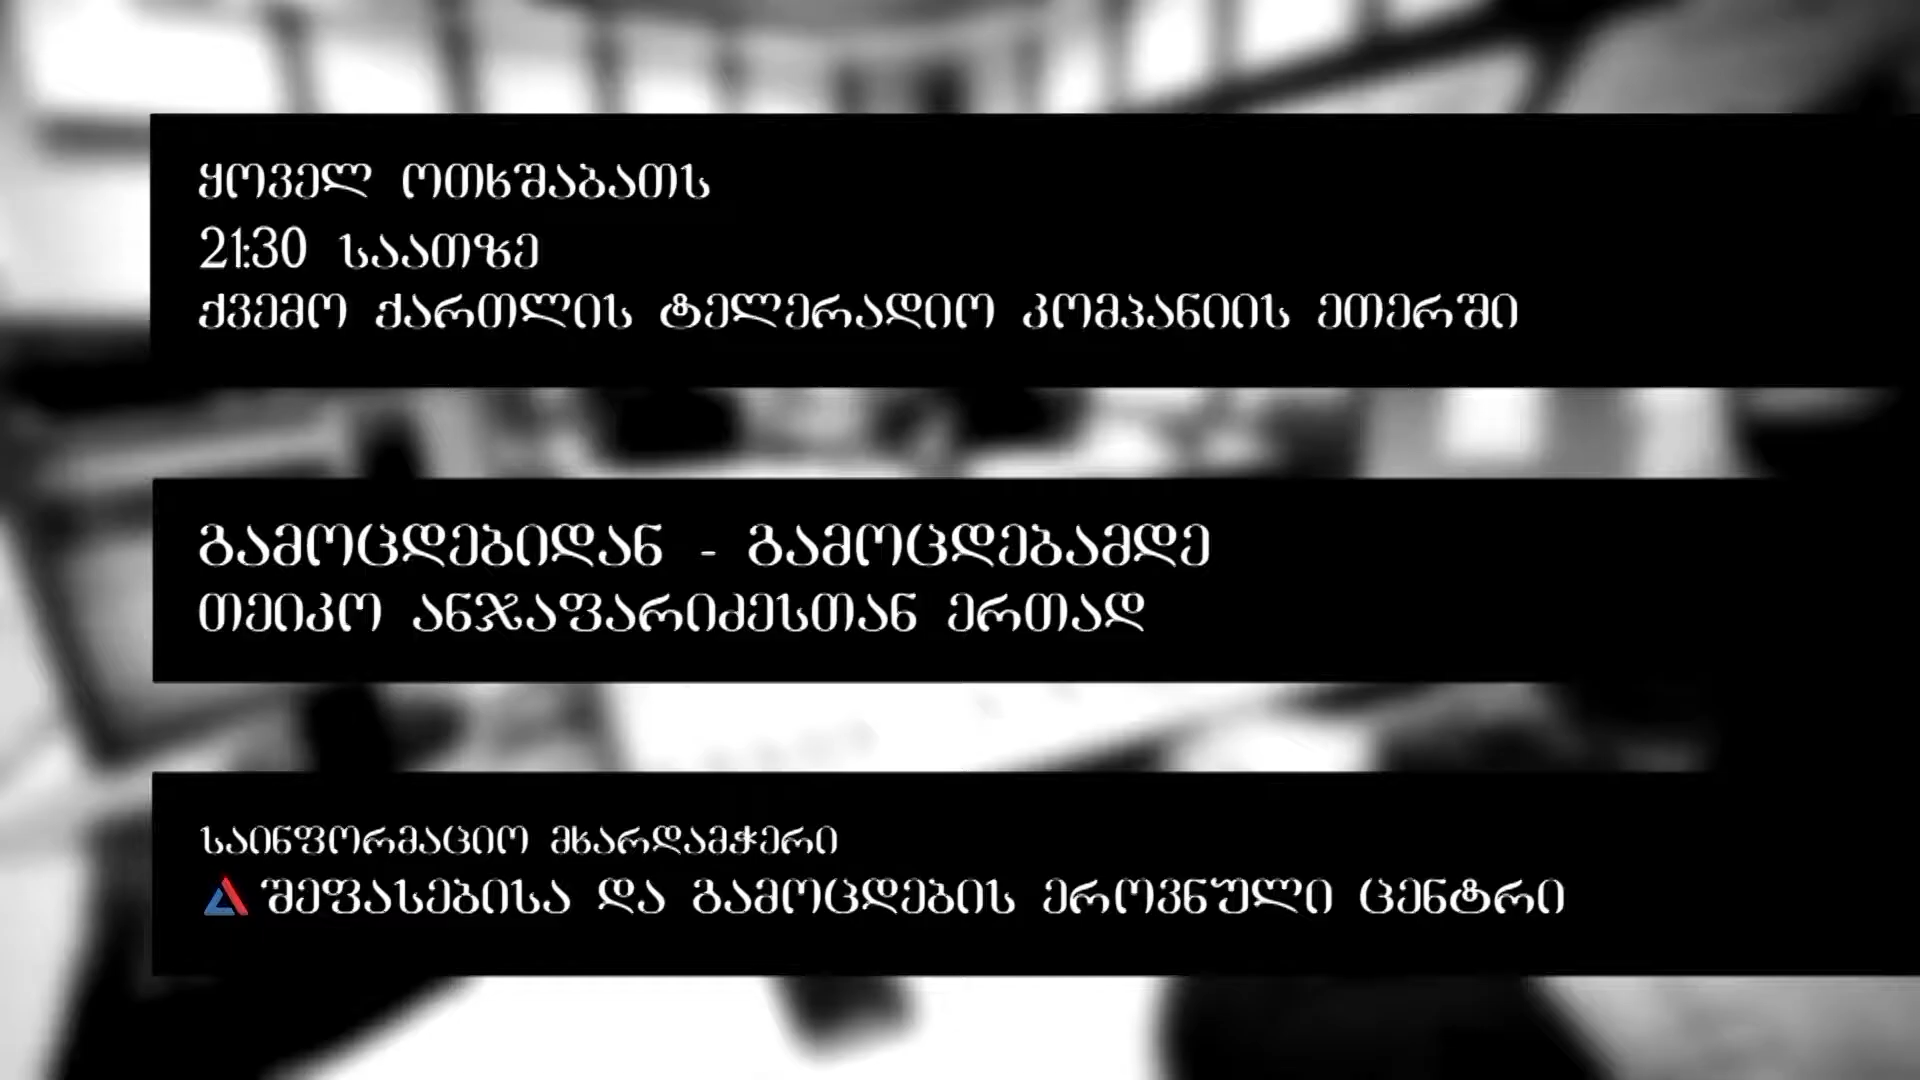 ყოველ ოთხშაბათს
21:30 საათზე
ქვემო ქართლის ტელერადიო კომპანიის ეთერში
გამოცდებიდან - გამოცდებამდე
თეიკო ანჯაფარიძესთან ერთად
საინფორმაციო მხარდამჭერი
შეფასებისა და გამოცდების ეროვნული ცენტრი